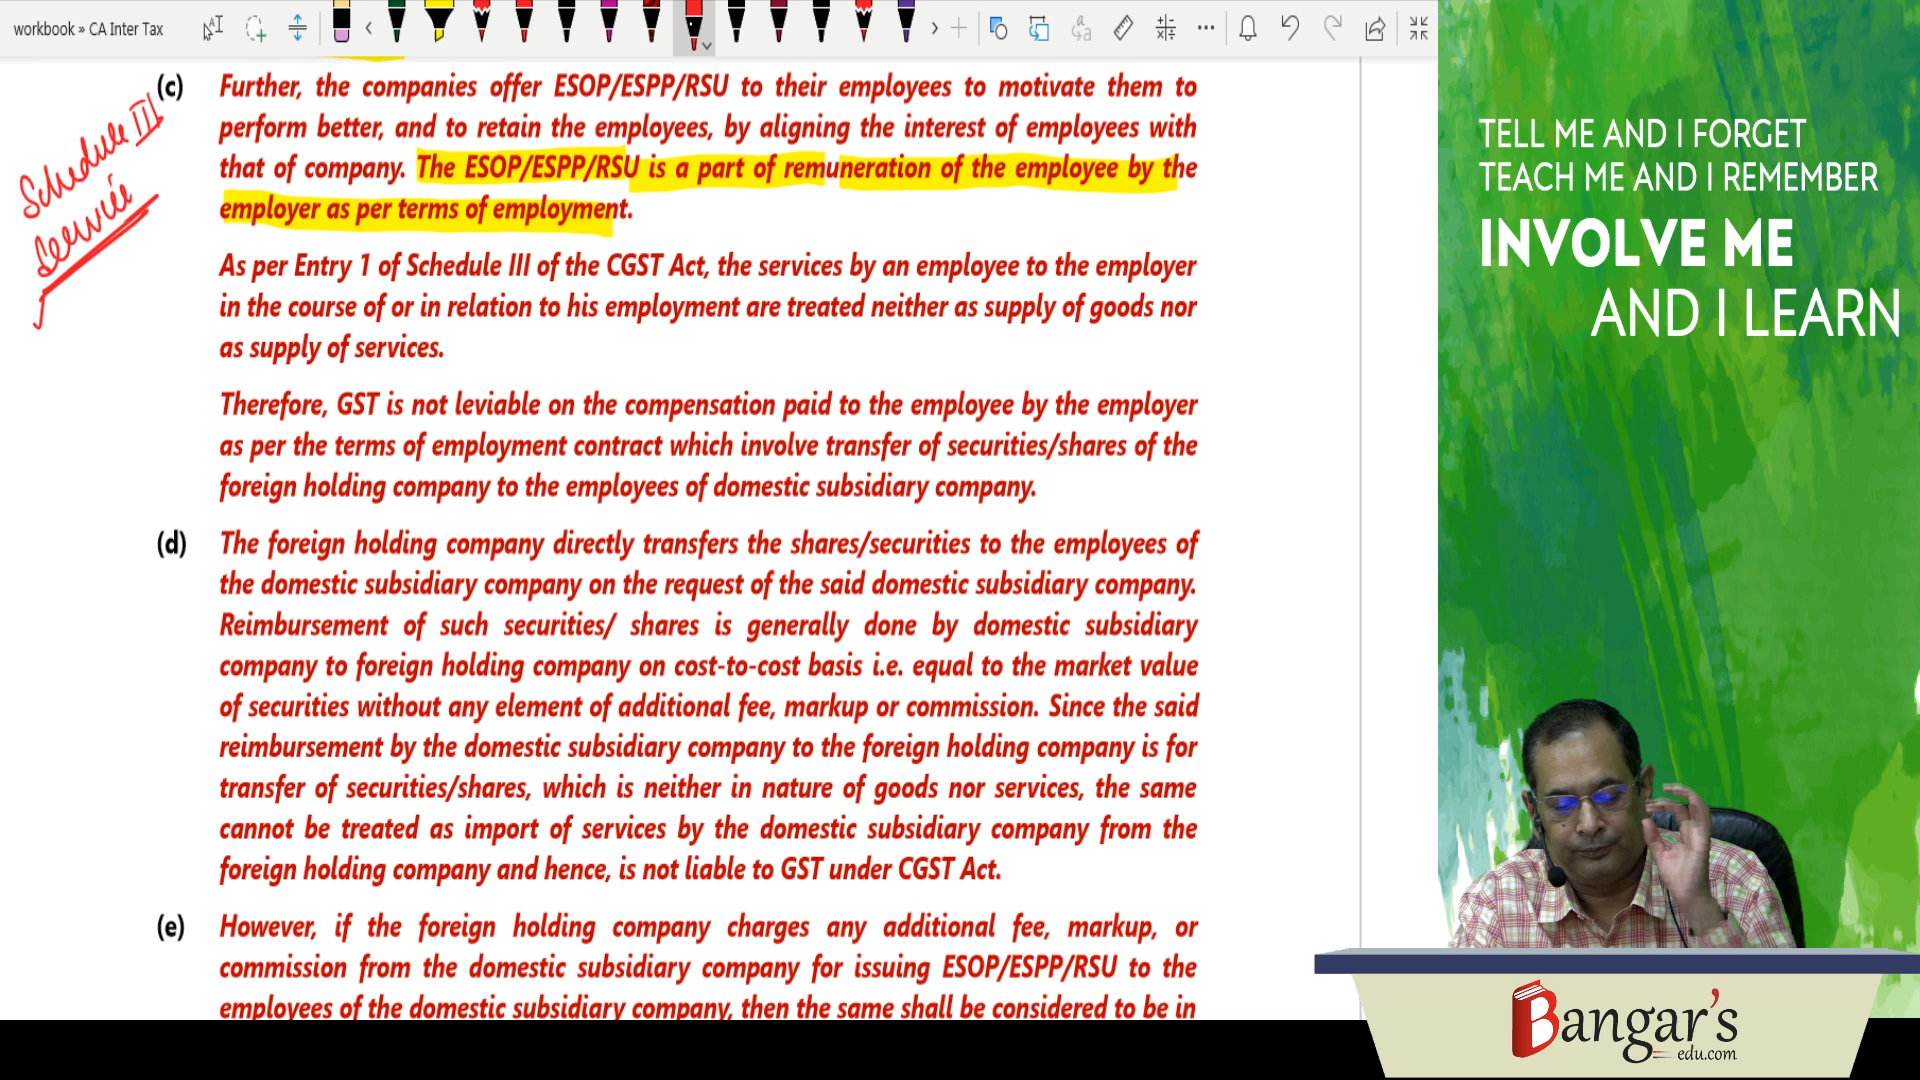 workbook » CA Inter Tax
(c) Further, the companies offer ESOP/ESPP/RSU to their employees to motivate them to
perform better, and to retain the employees, by aligning the interest of employees with
that of company. The ESOP/ESPP/RSU is a part of remuneration of the employee by the
employer as per terms of employment.
Schedule III
Service
As per Entry 1 of Schedule III of the CGST Act, the services by an employee to the employer
in the course of or in relation to his employment are treated neither as supply of goods nor
as supply of services.
Therefore, GST is not leviable on the compensation paid to the employee by the employer
as per the terms of employment contract which involve transfer of securities/shares of the
foreign holding company to the employees of domestic subsidiary company.
(d) The foreign holding company directly transfers the shares/securities to the employees of
the domestic subsidiary company on the request of the said domestic subsidiary company.
Reimbursement of such securities/ shares is generally done by domestic subsidiary
company to foreign holding company on cost-to-cost basis i.e. equal to the market value
of securities without any element of additional fee, markup or commission. Since the said
reimbursement by the domestic subsidiary company to the foreign holding company is for
transfer of securities/shares, which is neither in nature of goods nor services, the same
cannot be treated as import of services by the domestic subsidiary company from the
foreign holding company and hence, is not liable to GST under CGST Act.
(e) However, if the foreign holding company charges any additional fee, markup, or
commission from the domestic subsidiary company for issuing ESOP/ESPP/RSU to the
employees of the domestic subsidiary company, then the same shall be considered to be in
TELL ME AND I FORGET
TEACH ME AND I REMEMBER
INVOLVE ME
AND I LEARN
Bangar's
edu.com